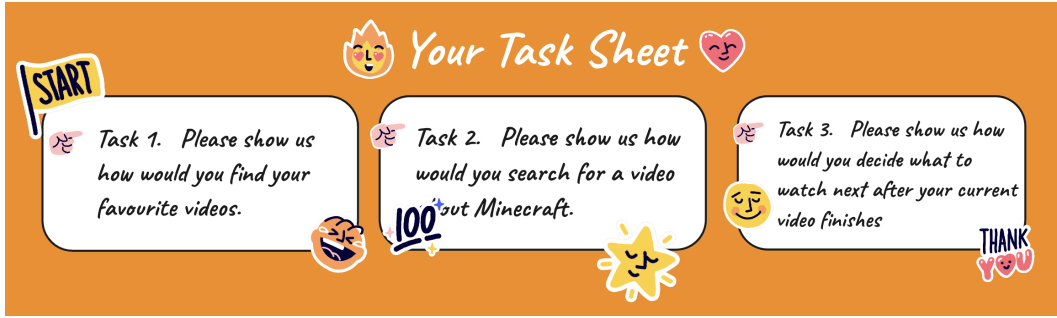 Your Task Sheet
START
Task 1. Please show us
how would you find your
favourite videos.
Task 2. Please show us how
would you search for a video
about Minecraft.
100
Task 3. Please show us how
would you decide what to
watch next after your current
video finishes
THANK
YOU